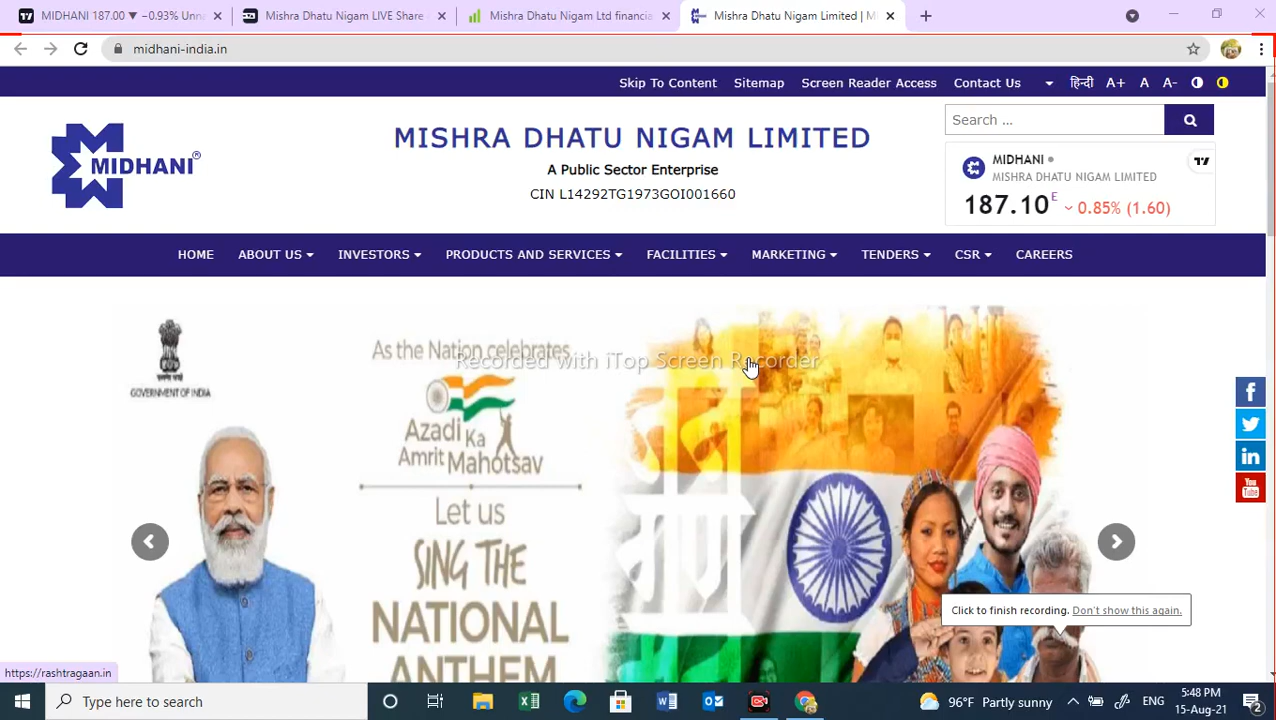 MIDHANI 187.00 ▼ −0.93% Unna
Mishra Dhatu Nigam LIVE Share
Mishra Dhatu Nigam Ltd financia
Mishra Dhatu Nigam Limited | Mi
midhani-india.in
Skip To Content Sitemap Screen Reader Access Contact Us हिन्दी A+ A A-
MIDHANI®
MISHRA DHATU NIGAM LIMITED
A Public Sector Enterprise
CIN L14292TG1973GOI001660
Search ...
MIDHANI
MISHRA DHATU NIGAM LIMITED
187.10 E 0.85% (1.60)
HOME ABOUT US INVESTORS PRODUCTS AND SERVICES FACILITIES MARKETING TENDERS CSR CAREERS
GOVERNMENT OF INDIA
As the Nation celebrates
Azadi Ka
Amrit Mahotsav
Let us
SING THE
NATIONAL
ANTHEM
Recorded with iTop Screen Recorder
You
Tube
Click to finish recording. Don't show this again.
https://rashtragaan.in
Type here to search
96°F Partly sunny
ENG
5:48 PM
15-Aug-21
2